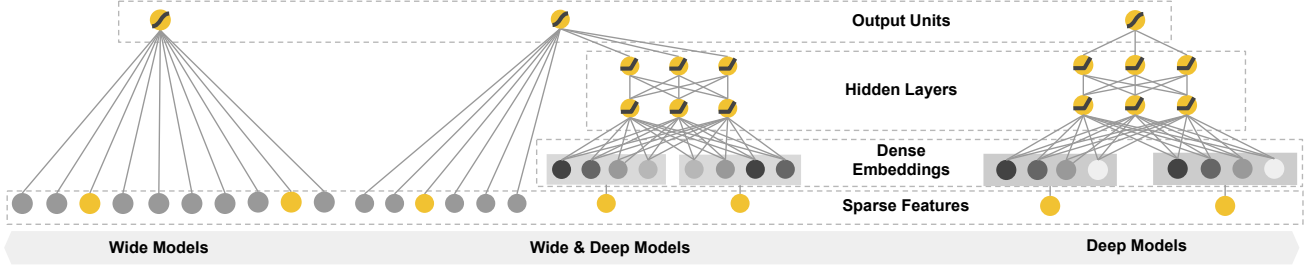 Output Units
Hidden Layers
Dense
Embeddings
Sparse Features
Wide Models
Wide & Deep Models
Deep Models